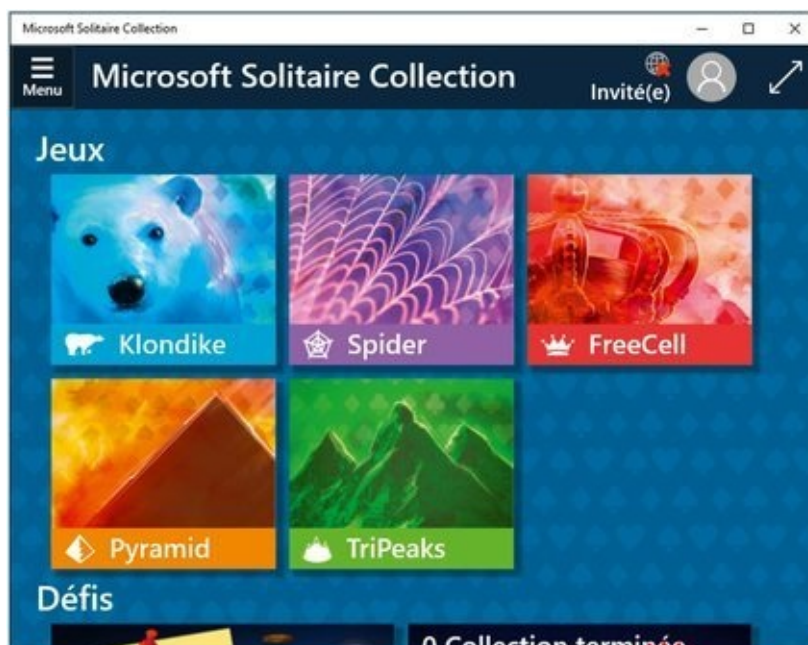 Microsoft Solitaire Collection
Menu
Microsoft Solitaire Collection
Invité(e)
Jeux
Klondike
Spider
FreeCell
Pyramid
TriPeaks
Défis
0 Collection terminée